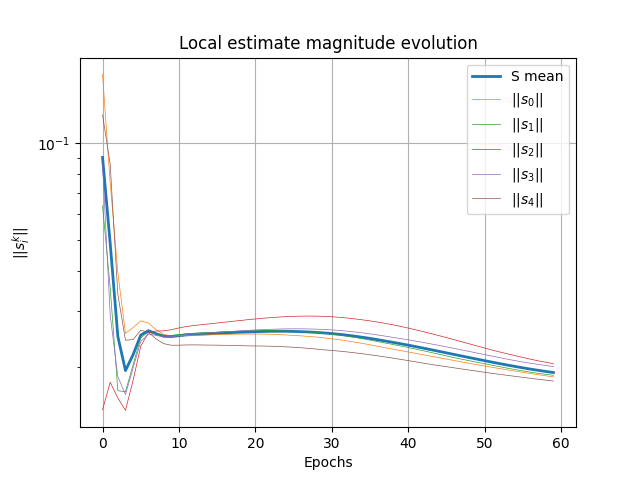 Local estimate magnitude evolution
S mean
||s₀||
||s₁||
||s₂||
||s₃||
||s₄||
10⁻¹
||sᵢᵏ||
0 10 20 30 40 50 60
Epochs